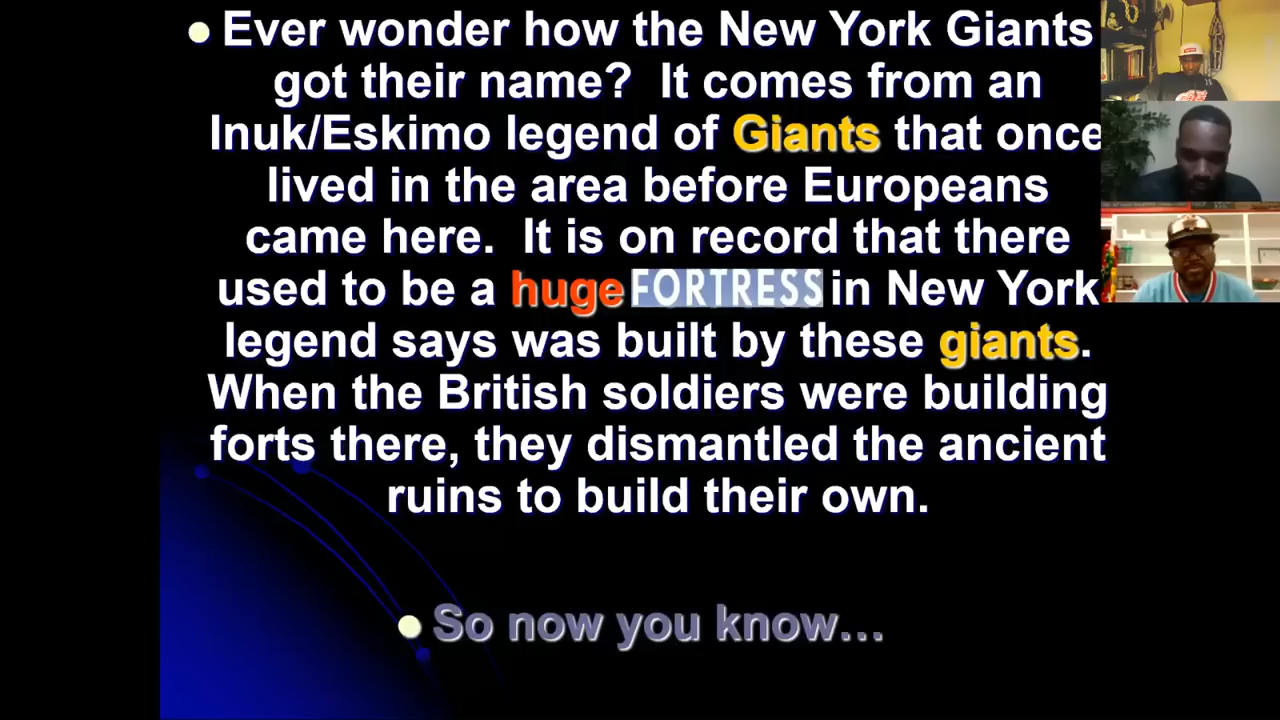 Ever wonder how the New York Giants
got their name? It comes from an
Inuk/Eskimo legend of Giants that once
lived in the area before Europeans
came here. It is on record that there
used to be a huge FORTRESS in New York
legend says was built by these giants.
When the British soldiers were building
forts there, they dismantled the ancient
ruins to build their own.
So now you know…